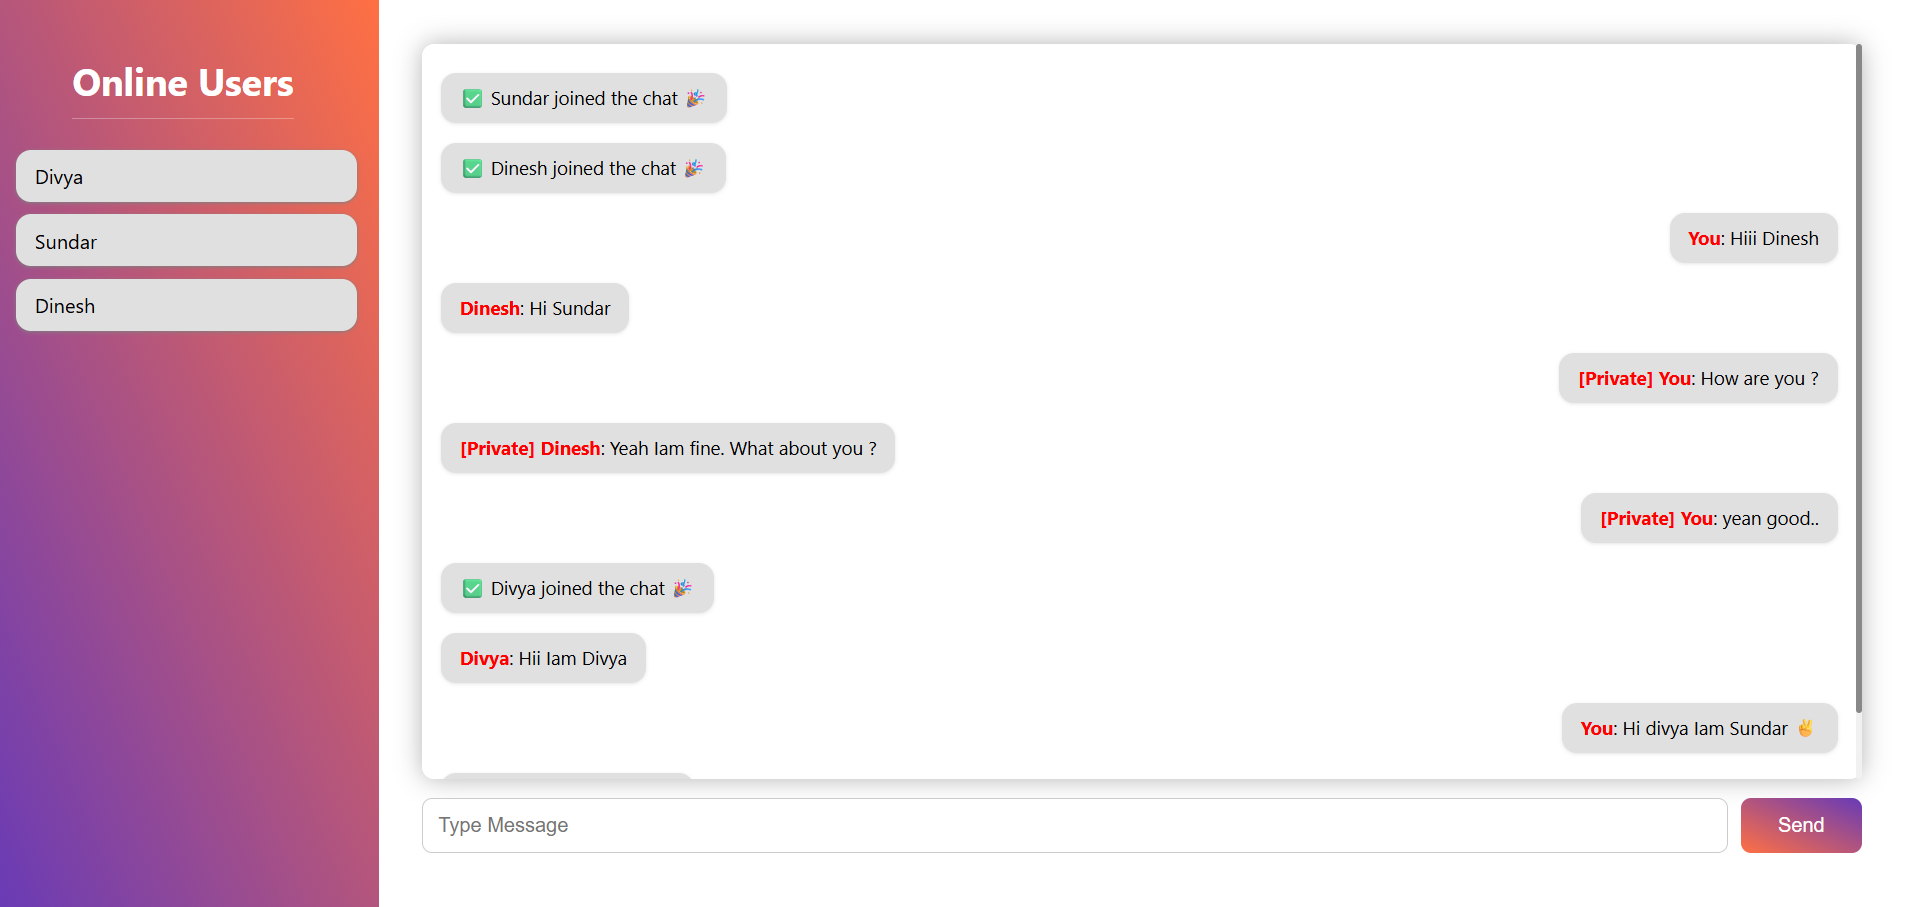 Online Users
Divya
Sundar
Dinesh
✅ Sundar joined the chat 🎉
✅ Dinesh joined the chat 🎉
You: Hiii Dinesh
Dinesh: Hi Sundar
[Private] You: How are you ?
[Private] Dinesh: Yeah Iam fine. What about you ?
[Private] You: yean good..
✅ Divya joined the chat 🎉
Divya: Hii Iam Divya
You: Hi divya Iam Sundar ✌️
Type Message
Send